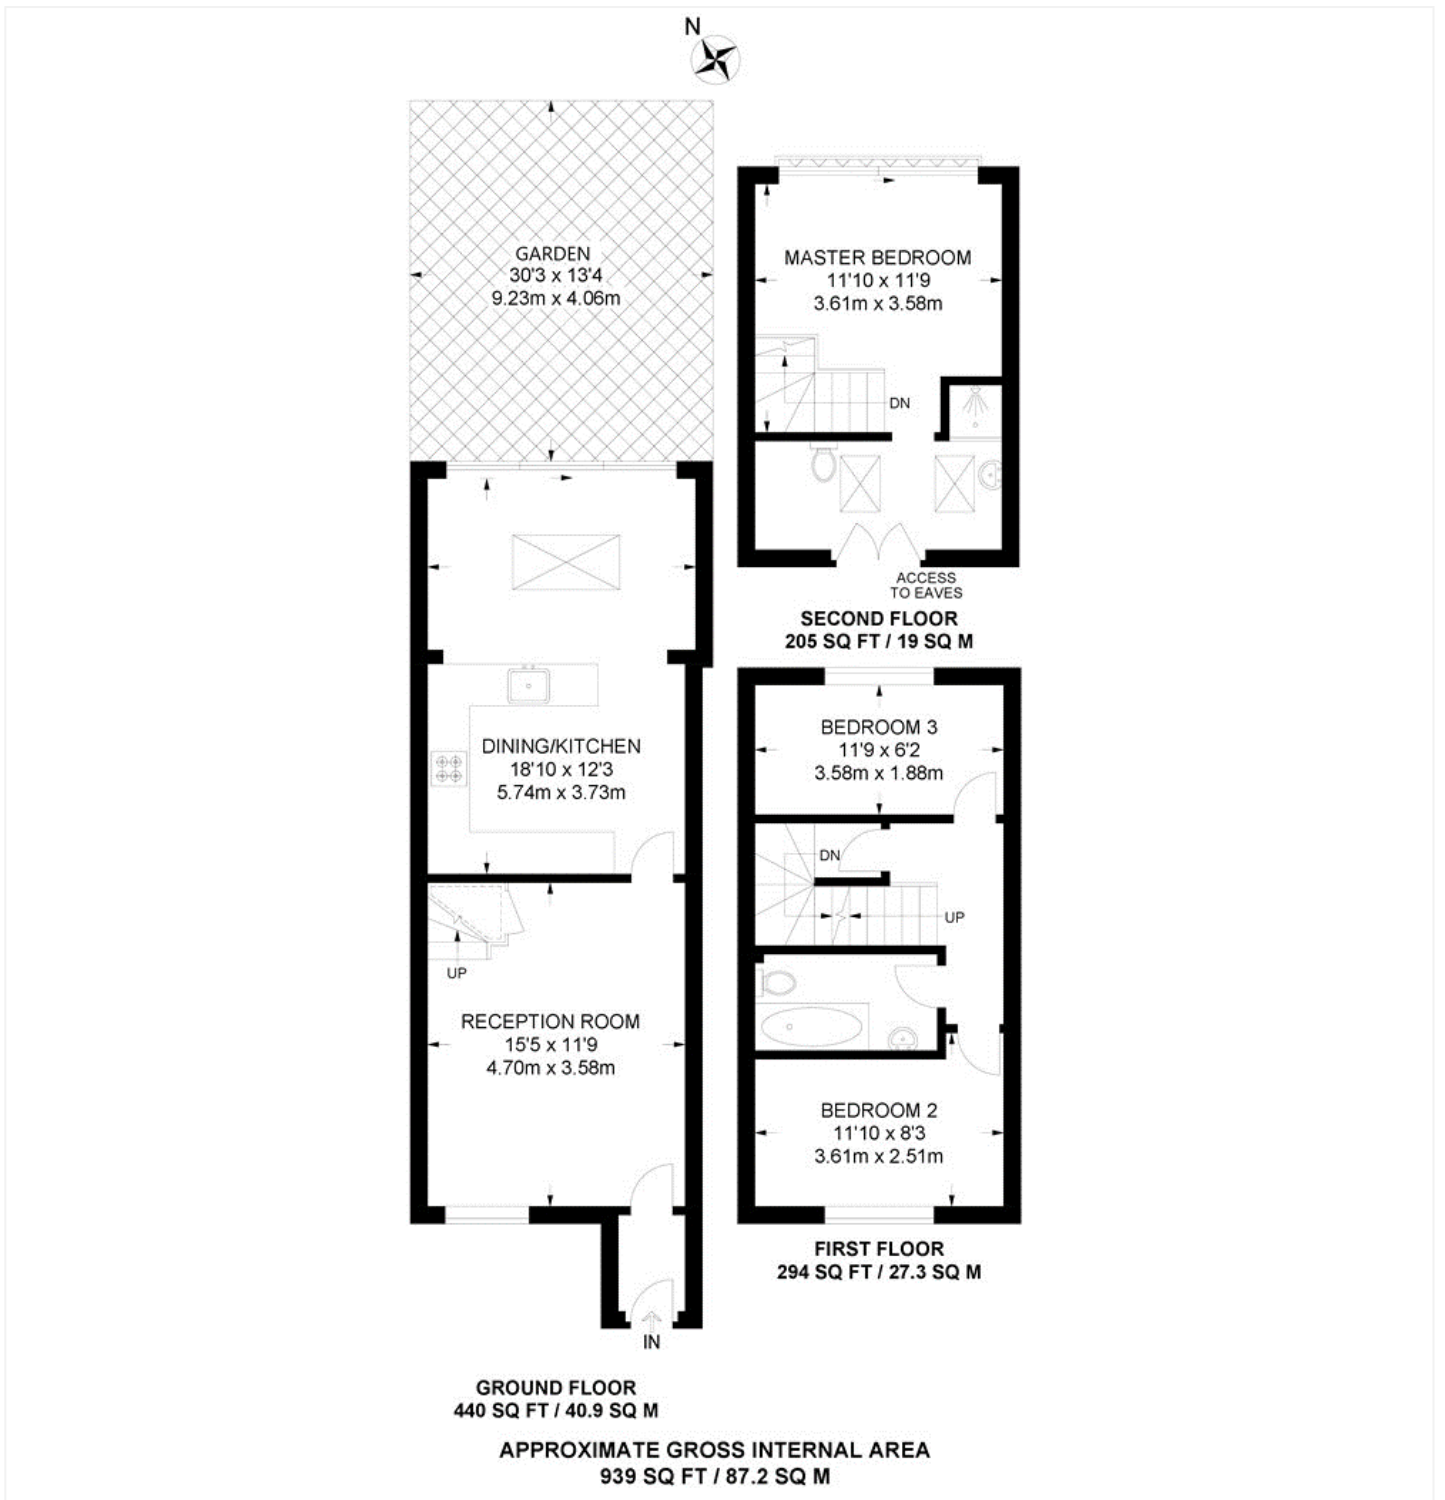 N
GARDEN
30'3 x 13'4
9.23m x 4.06m
DINING/KITCHEN
18'10 x 12'3
5.74m x 3.73m
UP
RECEPTION ROOM
15'5 x 11'9
4.70m x 3.58m
IN
GROUND FLOOR
440 SQ FT / 40.9 SQ M
MASTER BEDROOM
11'10 x 11'9
3.61m x 3.58m
DN
ACCESS
TO EAVES
SECOND FLOOR
205 SQ FT / 19 SQ M
BEDROOM 3
11'9 x 6'2
3.58m x 1.88m
DN
UP
BEDROOM 2
11'10 x 8'3
3.61m x 2.51m
FIRST FLOOR
294 SQ FT / 27.3 SQ M
APPROXIMATE GROSS INTERNAL AREA
939 SQ FT / 87.2 SQ M